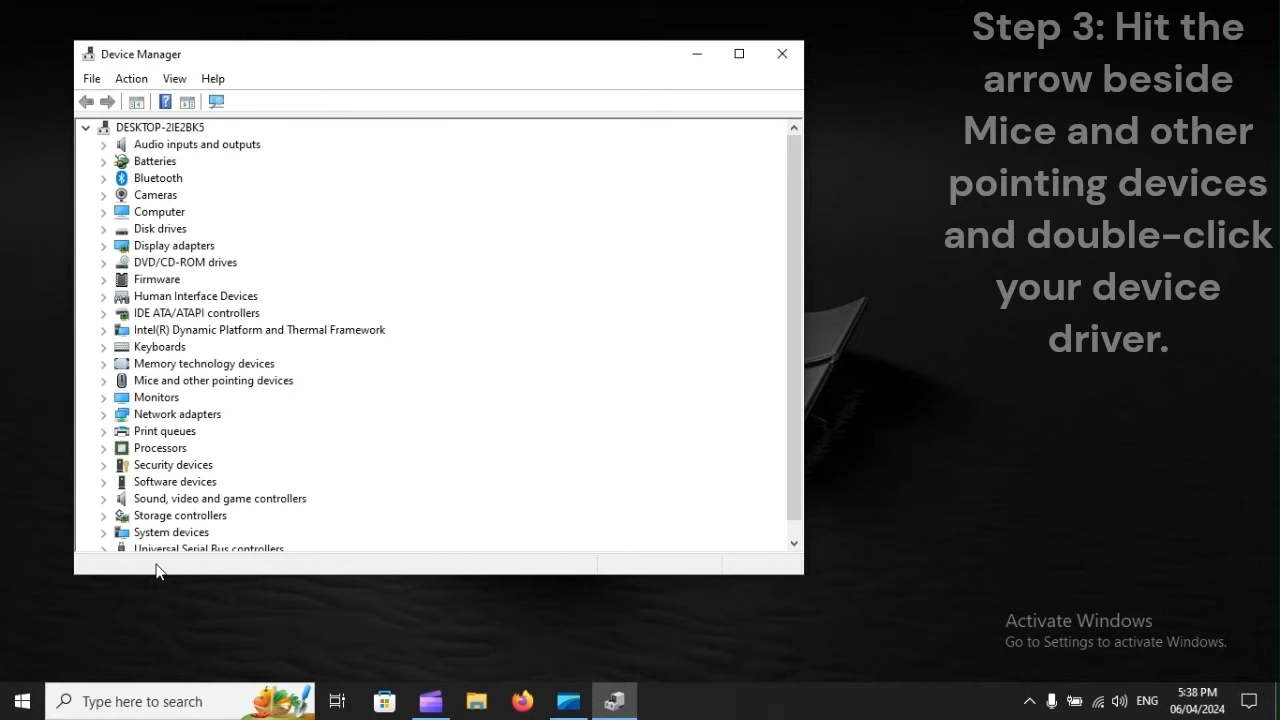 Step 3: Hit the
arrow beside
Mice and other
pointing devices
and double-click
your device
driver.
Device Manager
File Action View Help
DESKTOP-2IE2BK5
Audio inputs and outputs
Batteries
Bluetooth
Cameras
Computer
Disk drives
Display adapters
DVD/CD-ROM drives
Firmware
Human Interface Devices
IDE ATA/ATAPI controllers
Intel(R) Dynamic Platform and Thermal Framework
Keyboards
Memory technology devices
Mice and other pointing devices
Monitors
Network adapters
Print queues
Processors
Security devices
Software devices
Sound, video and game controllers
Storage controllers
System devices
Universal Serial Bus controllers
Activate Windows
Go to Settings to activate Windows.
Type here to search
ENG
5:38 PM
06/04/2024